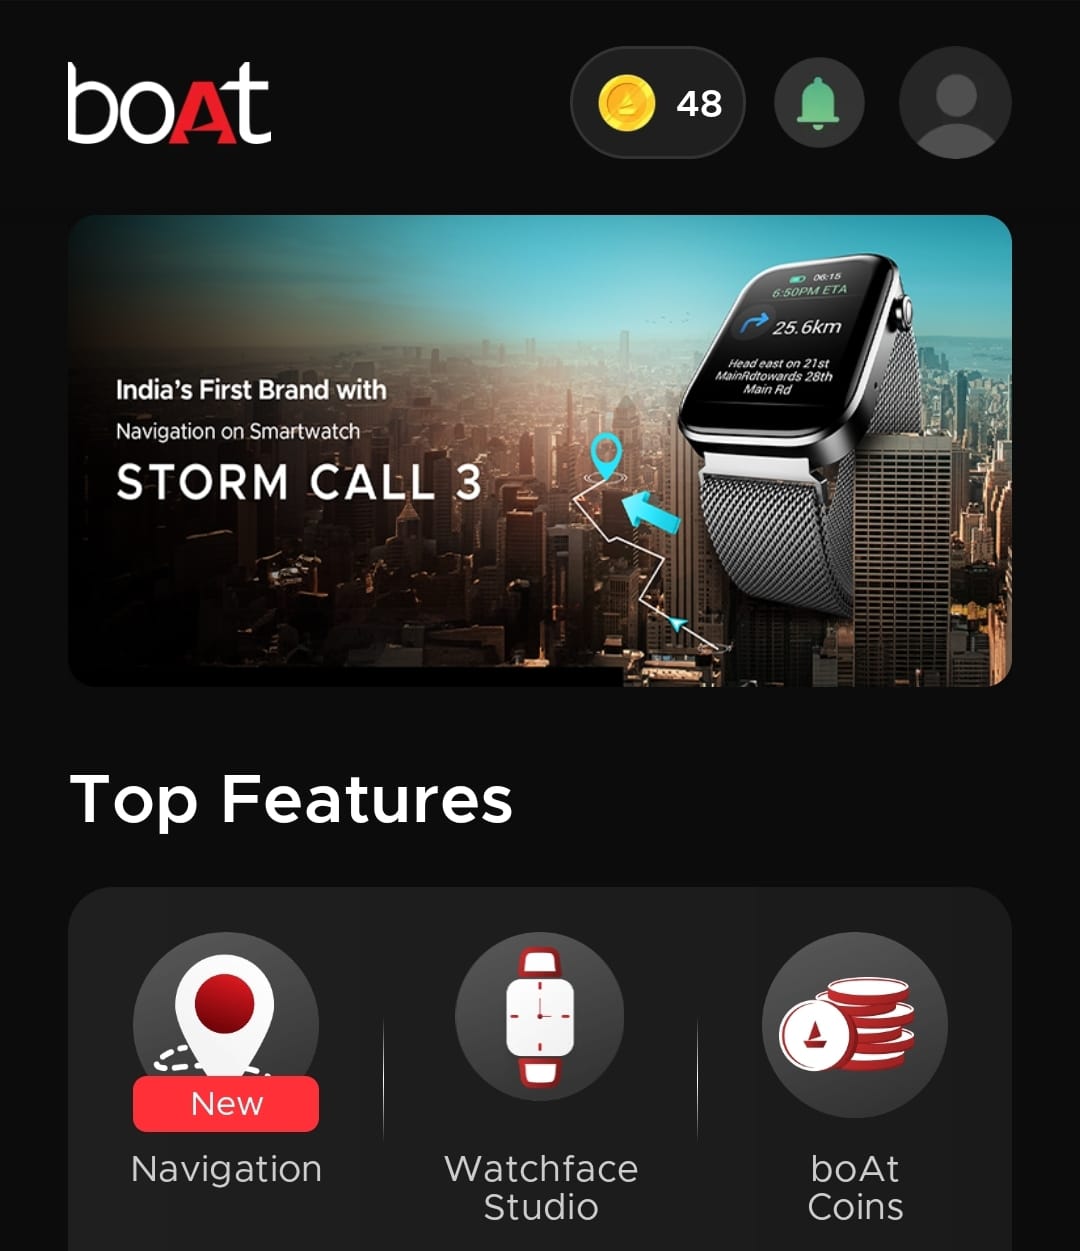 boAt
48
06:15
6:50PM ETA
25.6km
Head east on 21st
MainRdtowards 28th
Main Rd
India's First Brand with
Navigation on Smartwatch
STORM CALL 3
Top Features
New
Navigation
Watchface
Studio
boAt
Coins